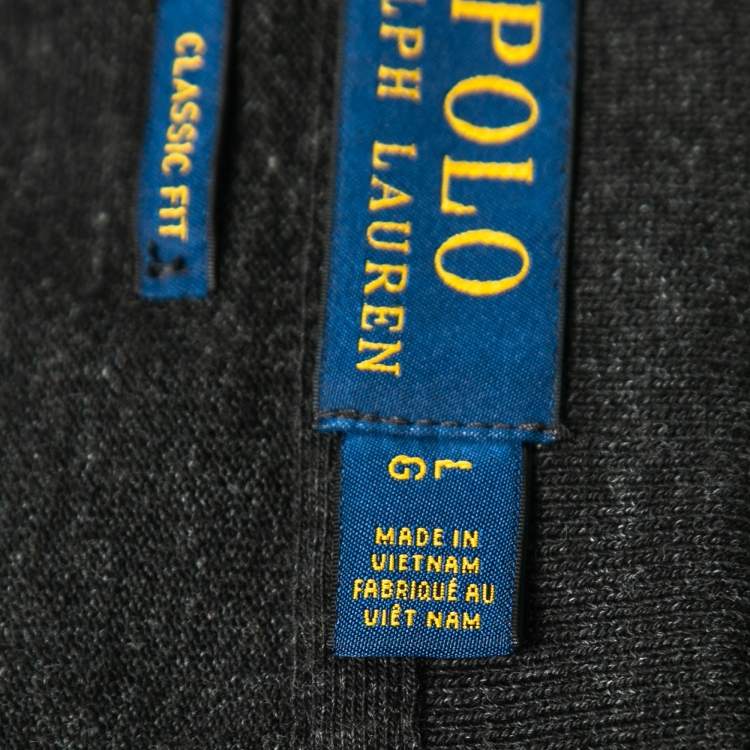 CLASSIC FIT
POLO
LPH LAUREN
L
G
MADE IN
VIETNAM
FABRIQUÉ AU
VIÊT NAM